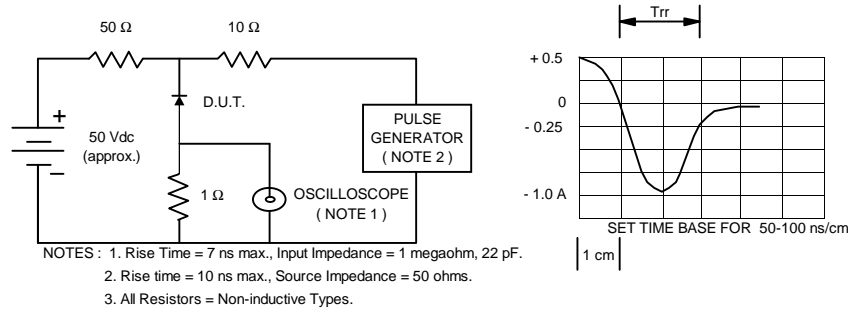 50 Ω
10 Ω
Trr
+ 0.5
0
- 0.25
- 1.0 A
D.U.T.
+
50 Vdc
(approx.)
−
1 Ω
PULSE
GENERATOR
( NOTE 2 )
OSCILLOSCOPE
( NOTE 1 )
SET TIME BASE FOR 50-100 ns/cm
1 cm
NOTES : 1. Rise Time = 7 ns max., Input Impedance = 1 megaohm, 22 pF.
2. Rise time = 10 ns max., Source Impedance = 50 ohms.
3. All Resistors = Non-inductive Types.